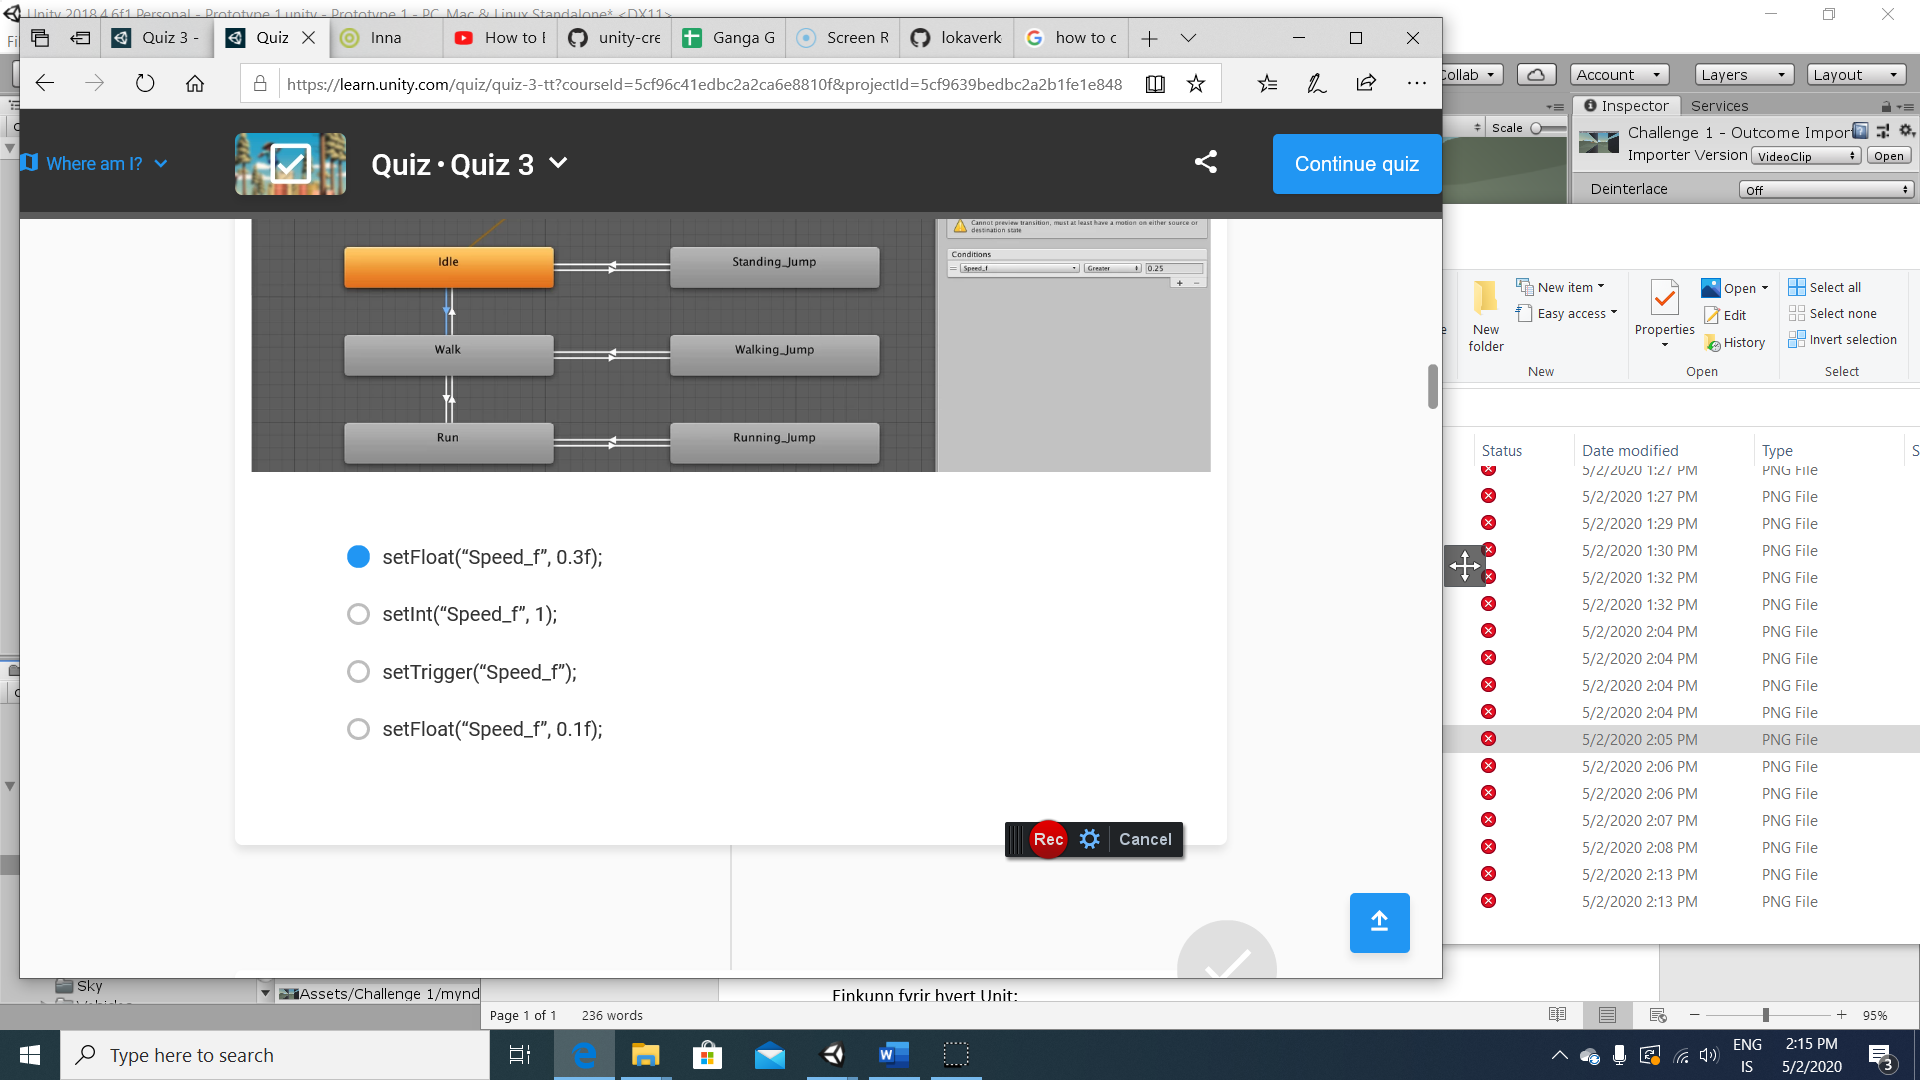 Unity 2018.4.6f1 Personal - Prototype 1.unity - Prototype 1 - PC, Mac & Linux Standalone* <DX11>
Quiz 3 -
Quiz
Inna
How to E
unity-cre
Ganga G
Screen R
lokaverk
how to c
https://learn.unity.com/quiz/quiz-3-tt?courseId=5cf96c41edbc2a2ca6e8810f&projectId=5cf9639bedbc2a2b1fe1e848
Collab
Account
Layers
Layout
Inspector
Services
Scale
Challenge 1 - Outcome Impor
Importer Version
VideoClip
Open
Deinterlace
Off
Where am I?
Quiz · Quiz 3
Continue quiz
Cannot preview transition, must at least have a motion on either source or
destination state
Conditions
Speed_f
Greater
0.25
Idle
Standing_Jump
Walk
Walking_Jump
Run
Running_Jump
setFloat(“Speed_f”, 0.3f);
setInt(“Speed_f”, 1);
setTrigger(“Speed_f”);
setFloat(“Speed_f”, 0.1f);
Rec
Cancel
New folder
New item
Easy access
New
Properties
Open
Edit
History
Open
Select all
Select none
Invert selection
Select
Status
Date modified
Type
S
5/2/2020 1:27 PM PNG File
5/2/2020 1:27 PM PNG File
5/2/2020 1:29 PM PNG File
5/2/2020 1:30 PM PNG File
5/2/2020 1:32 PM PNG File
5/2/2020 1:32 PM PNG File
5/2/2020 2:04 PM PNG File
5/2/2020 2:04 PM PNG File
5/2/2020 2:04 PM PNG File
5/2/2020 2:04 PM PNG File
5/2/2020 2:05 PM PNG File
5/2/2020 2:06 PM PNG File
5/2/2020 2:06 PM PNG File
5/2/2020 2:07 PM PNG File
5/2/2020 2:08 PM PNG File
5/2/2020 2:13 PM PNG File
5/2/2020 2:13 PM PNG File
Sky
Assets/Challenge 1/mynd
Einkunn fyrir hvert Unit:
Page 1 of 1
236 words
95%
Type here to search
ENG
IS
2:15 PM
5/2/2020
3